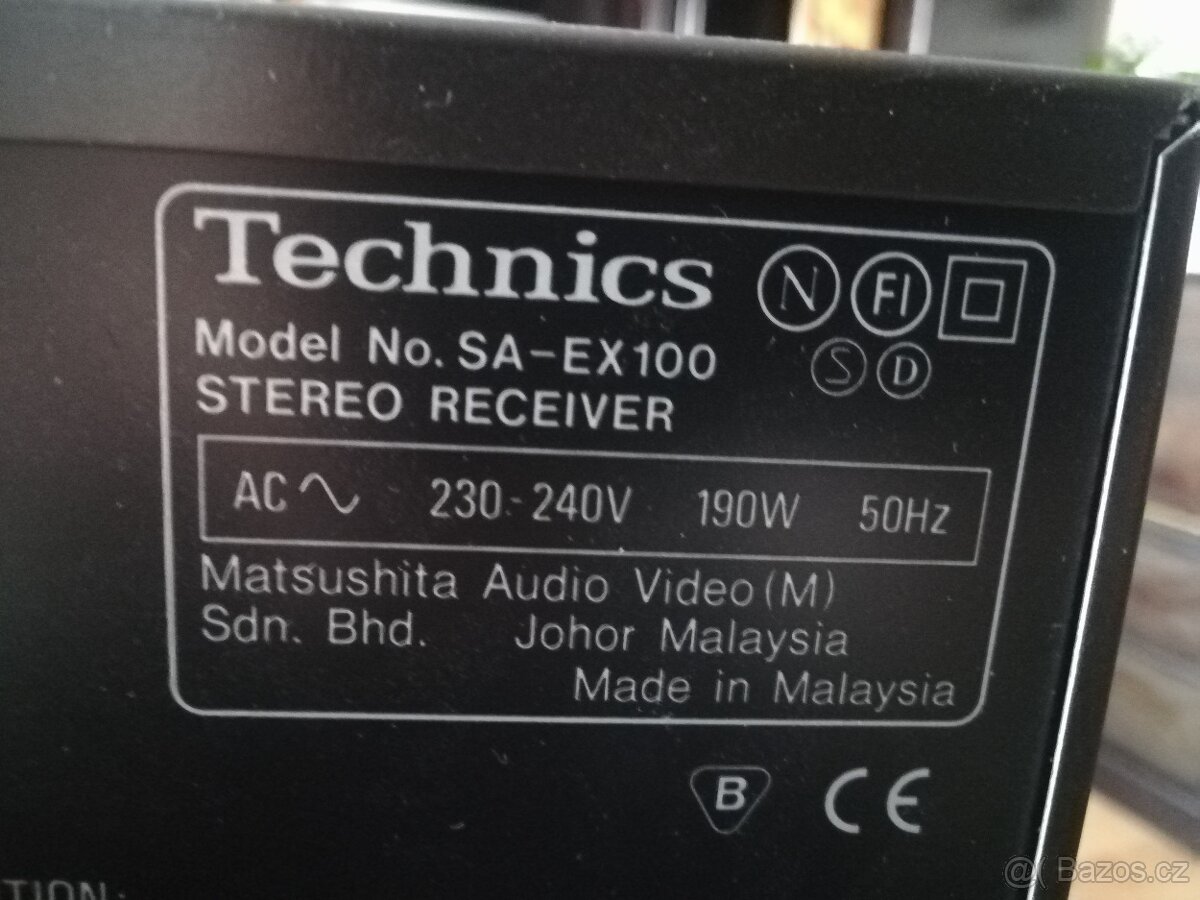 Technics N FI
Model No. SA-EX100 S D
STEREO RECEIVER
AC 230-240V 190W 50Hz
Matsushita Audio Video (M)
Sdn. Bhd. Johor Malaysia
Made in Malaysia
B CE
TION:
Bazos.cz